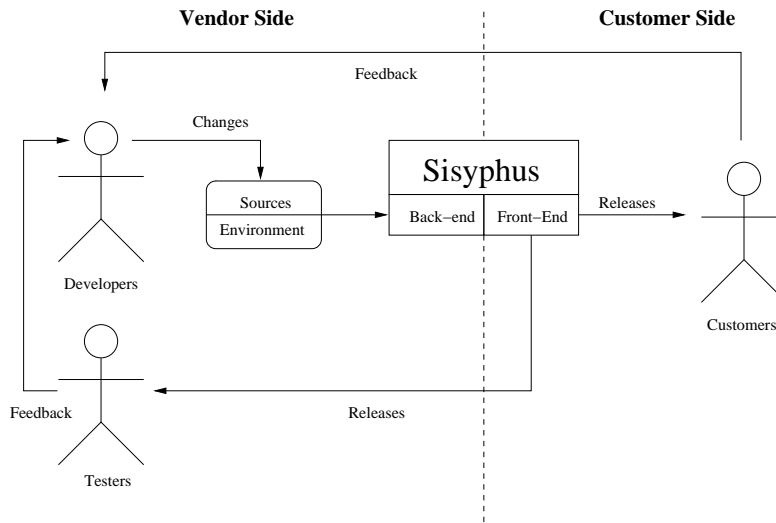 Vendor Side
Customer Side
Feedback
Changes
Sisyphus
Sources
Environment
Back−end
Front−End
Releases
Developers
Customers
Feedback
Releases
Testers